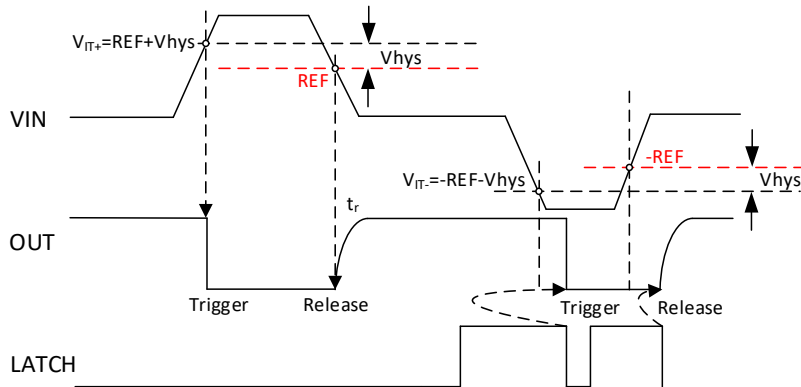 V_IT+=REF+Vhys
Vhys
REF
VIN
-REF
V_IT-=-REF-Vhys
Vhys
t_r
OUT
Trigger
Release
Trigger
Release
LATCH